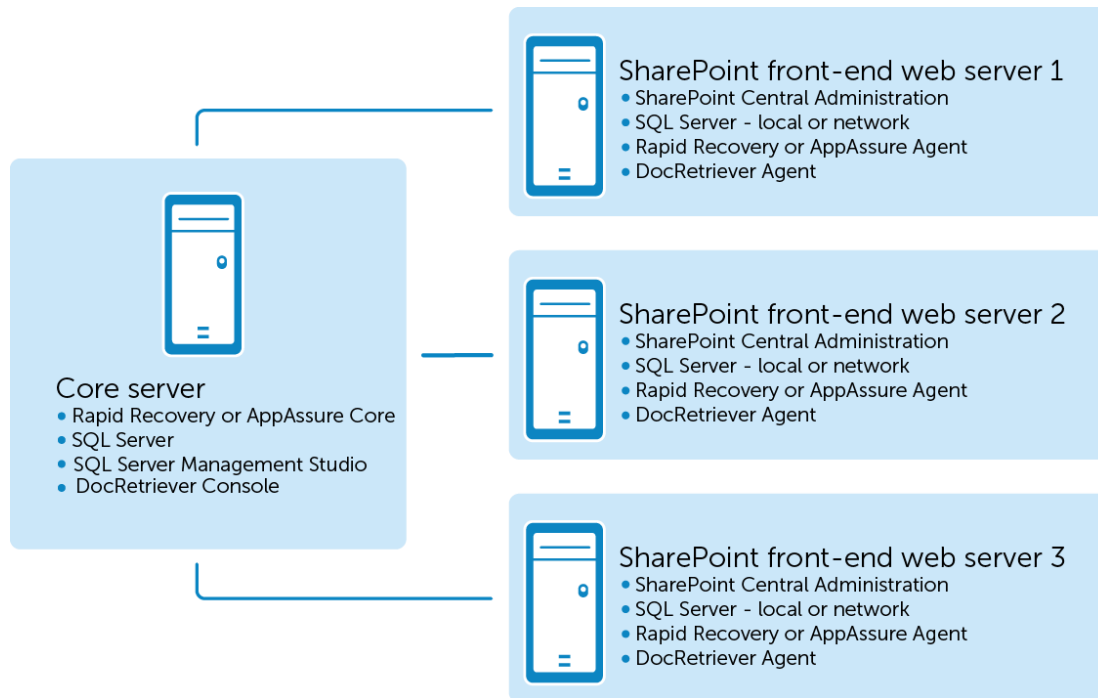 SharePoint front-end web server 1
• SharePoint Central Administration
• SQL Server - local or network
• Rapid Recovery or AppAssure Agent
• DocRetriever Agent
Core server
• Rapid Recovery or AppAssure Core
• SQL Server
• SQL Server Management Studio
• DocRetriever Console
SharePoint front-end web server 2
• SharePoint Central Administration
• SQL Server - local or network
• Rapid Recovery or AppAssure Agent
• DocRetriever Agent
SharePoint front-end web server 3
• SharePoint Central Administration
• SQL Server - local or network
• Rapid Recovery or AppAssure Agent
• DocRetriever Agent